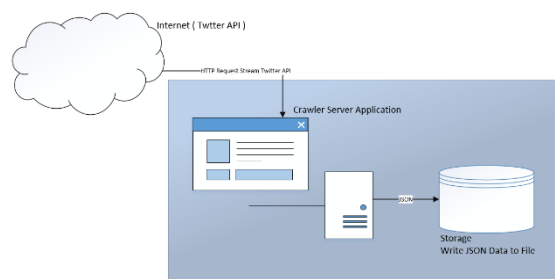 Internet ( Twtter API )
HTTP Request Stream Twitter API
Crawler Server Application
JSON
Storage
Write JSON Data to File